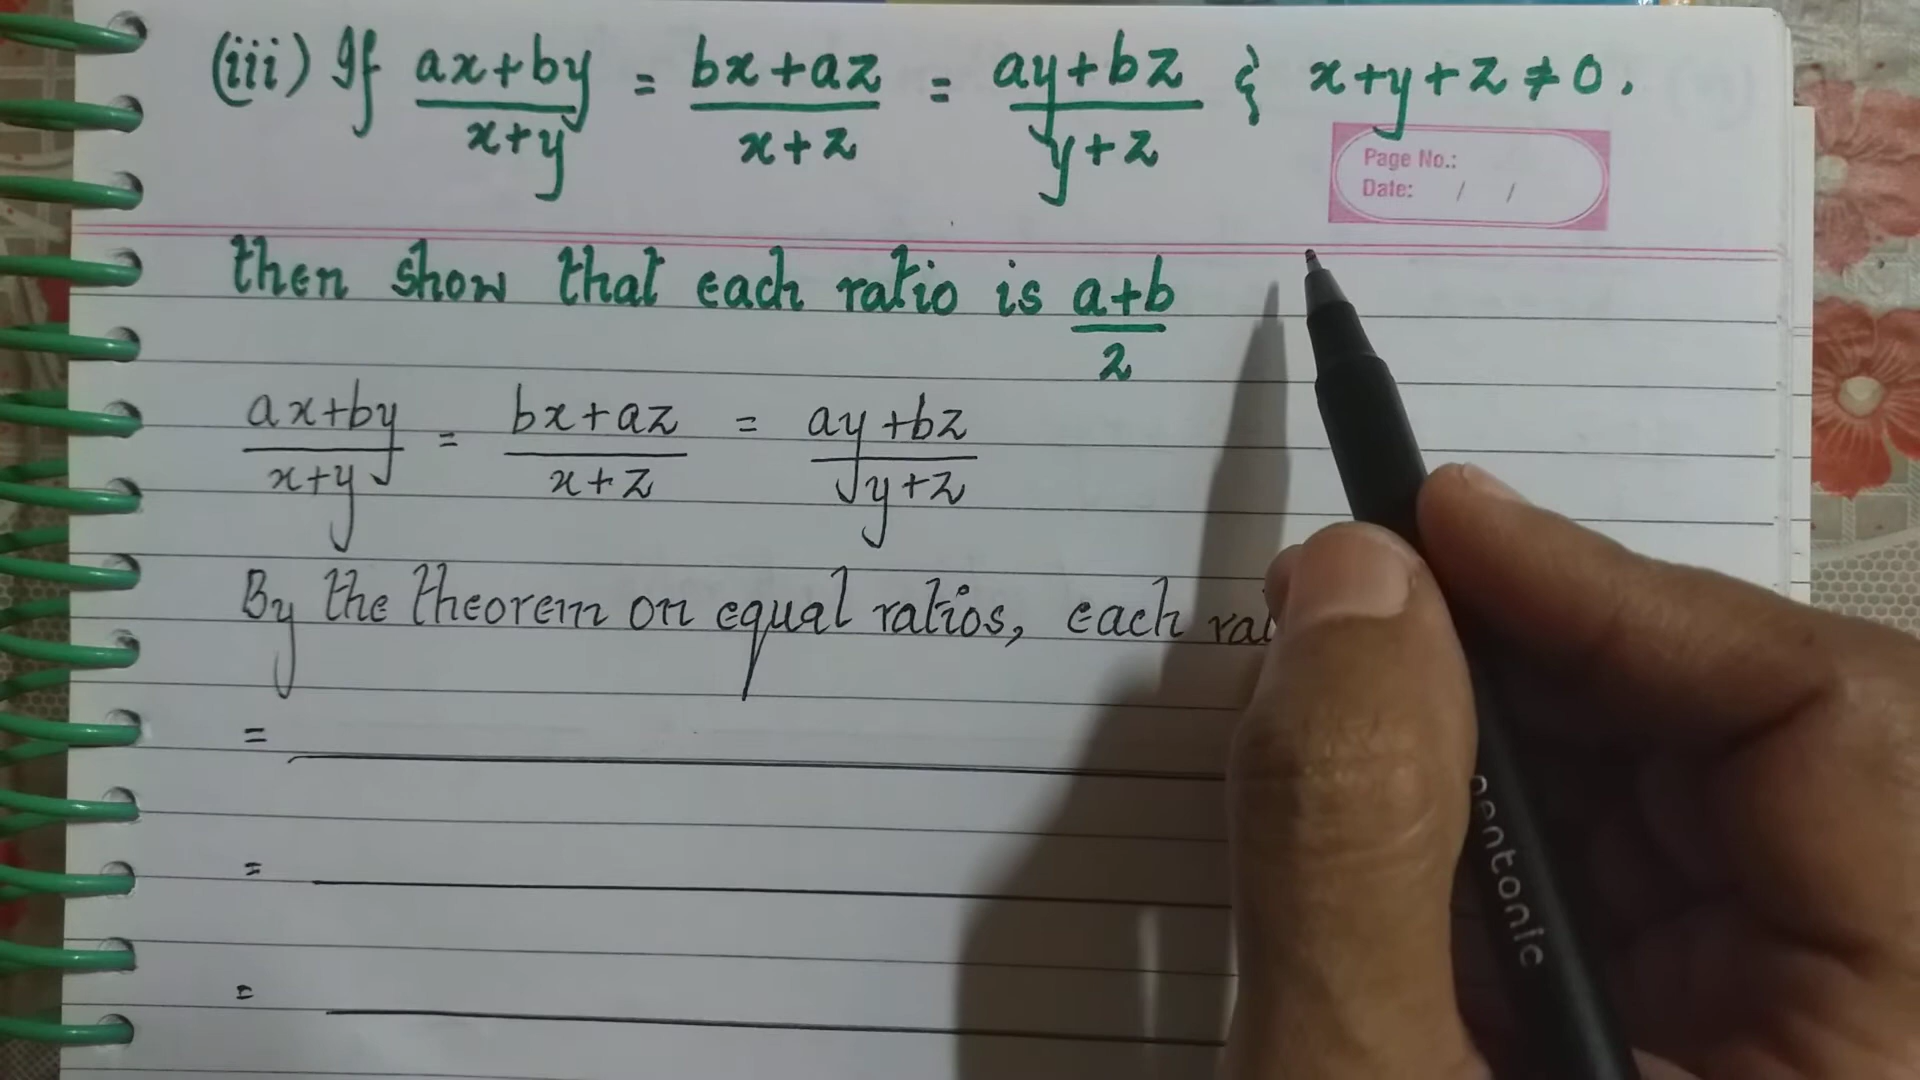 (iii) If ax+by/x+y = bx+az/x+z = ay+bz/y+z & x+y+z≠0.
Page No.:
Date: / /
then show that each ratio is a+b/2
ax+by/x+y = bx+az/x+z = ay+bz/y+z
By the theorem on equal ratios, each
=
=
=
pentonic